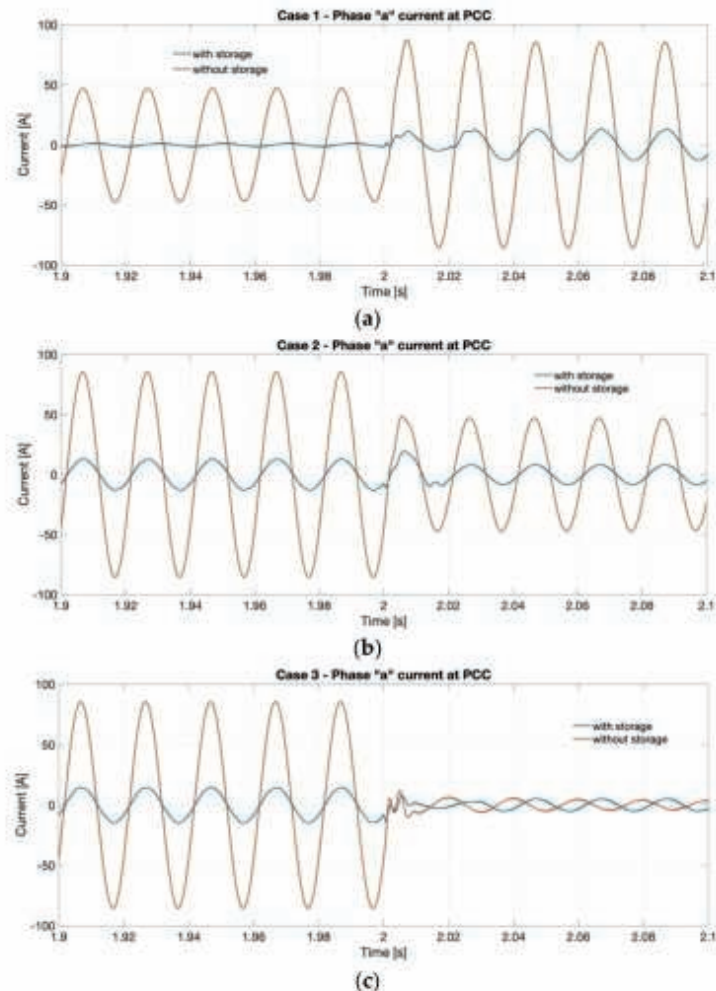 Case 1 - Phase "a" current at PCC
with storage
without storage
Current [A]
100
50
0
-50
-100
1.9 1.92 1.94 1.96 1.98 2 2.02 2.04 2.06 2.08 2.1
Time [s]
(a)
Case 2 - Phase "a" current at PCC
with storage
without storage
Current [A]
100
50
0
-50
-100
1.9 1.92 1.94 1.96 1.98 2 2.02 2.04 2.06 2.08 2.1
Time [s]
(b)
Case 3 - Phase "a" current at PCC
with storage
without storage
Current [A]
100
50
0
-50
-100
1.9 1.92 1.94 1.96 1.98 2 2.02 2.04 2.06 2.08 2.1
Time [s]
(c)